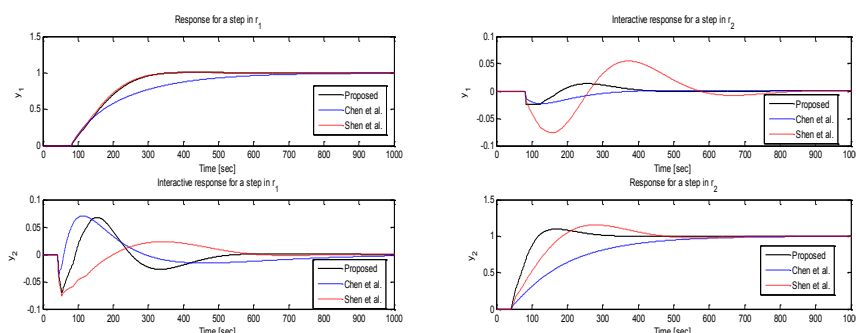 Response for a step in r1
1.5
1
0.5
0
y1
Proposed
Chen et al.
Shen et al.
0 100 200 300 400 500 600 700 800 900 1000
Time [sec]
Interactive response for a step in r2
0.1
0.05
0
-0.05
-0.1
y1
Proposed
Chen et al.
Shen et al.
0 100 200 300 400 500 600 700 800 900 1000
Time [sec]
Interactive response for a step in r1
0.1
0.05
0
-0.05
-0.1
y2
Proposed
Chen et al.
Shen et al.
0 100 200 300 400 500 600 700 800 900 1000
Time [sec]
Response for a step in r2
1.5
1
0.5
0
y2
Proposed
Chen et al.
Shen et al.
0 100 200 300 400 500 600 700 800 900 1000
Time [sec]